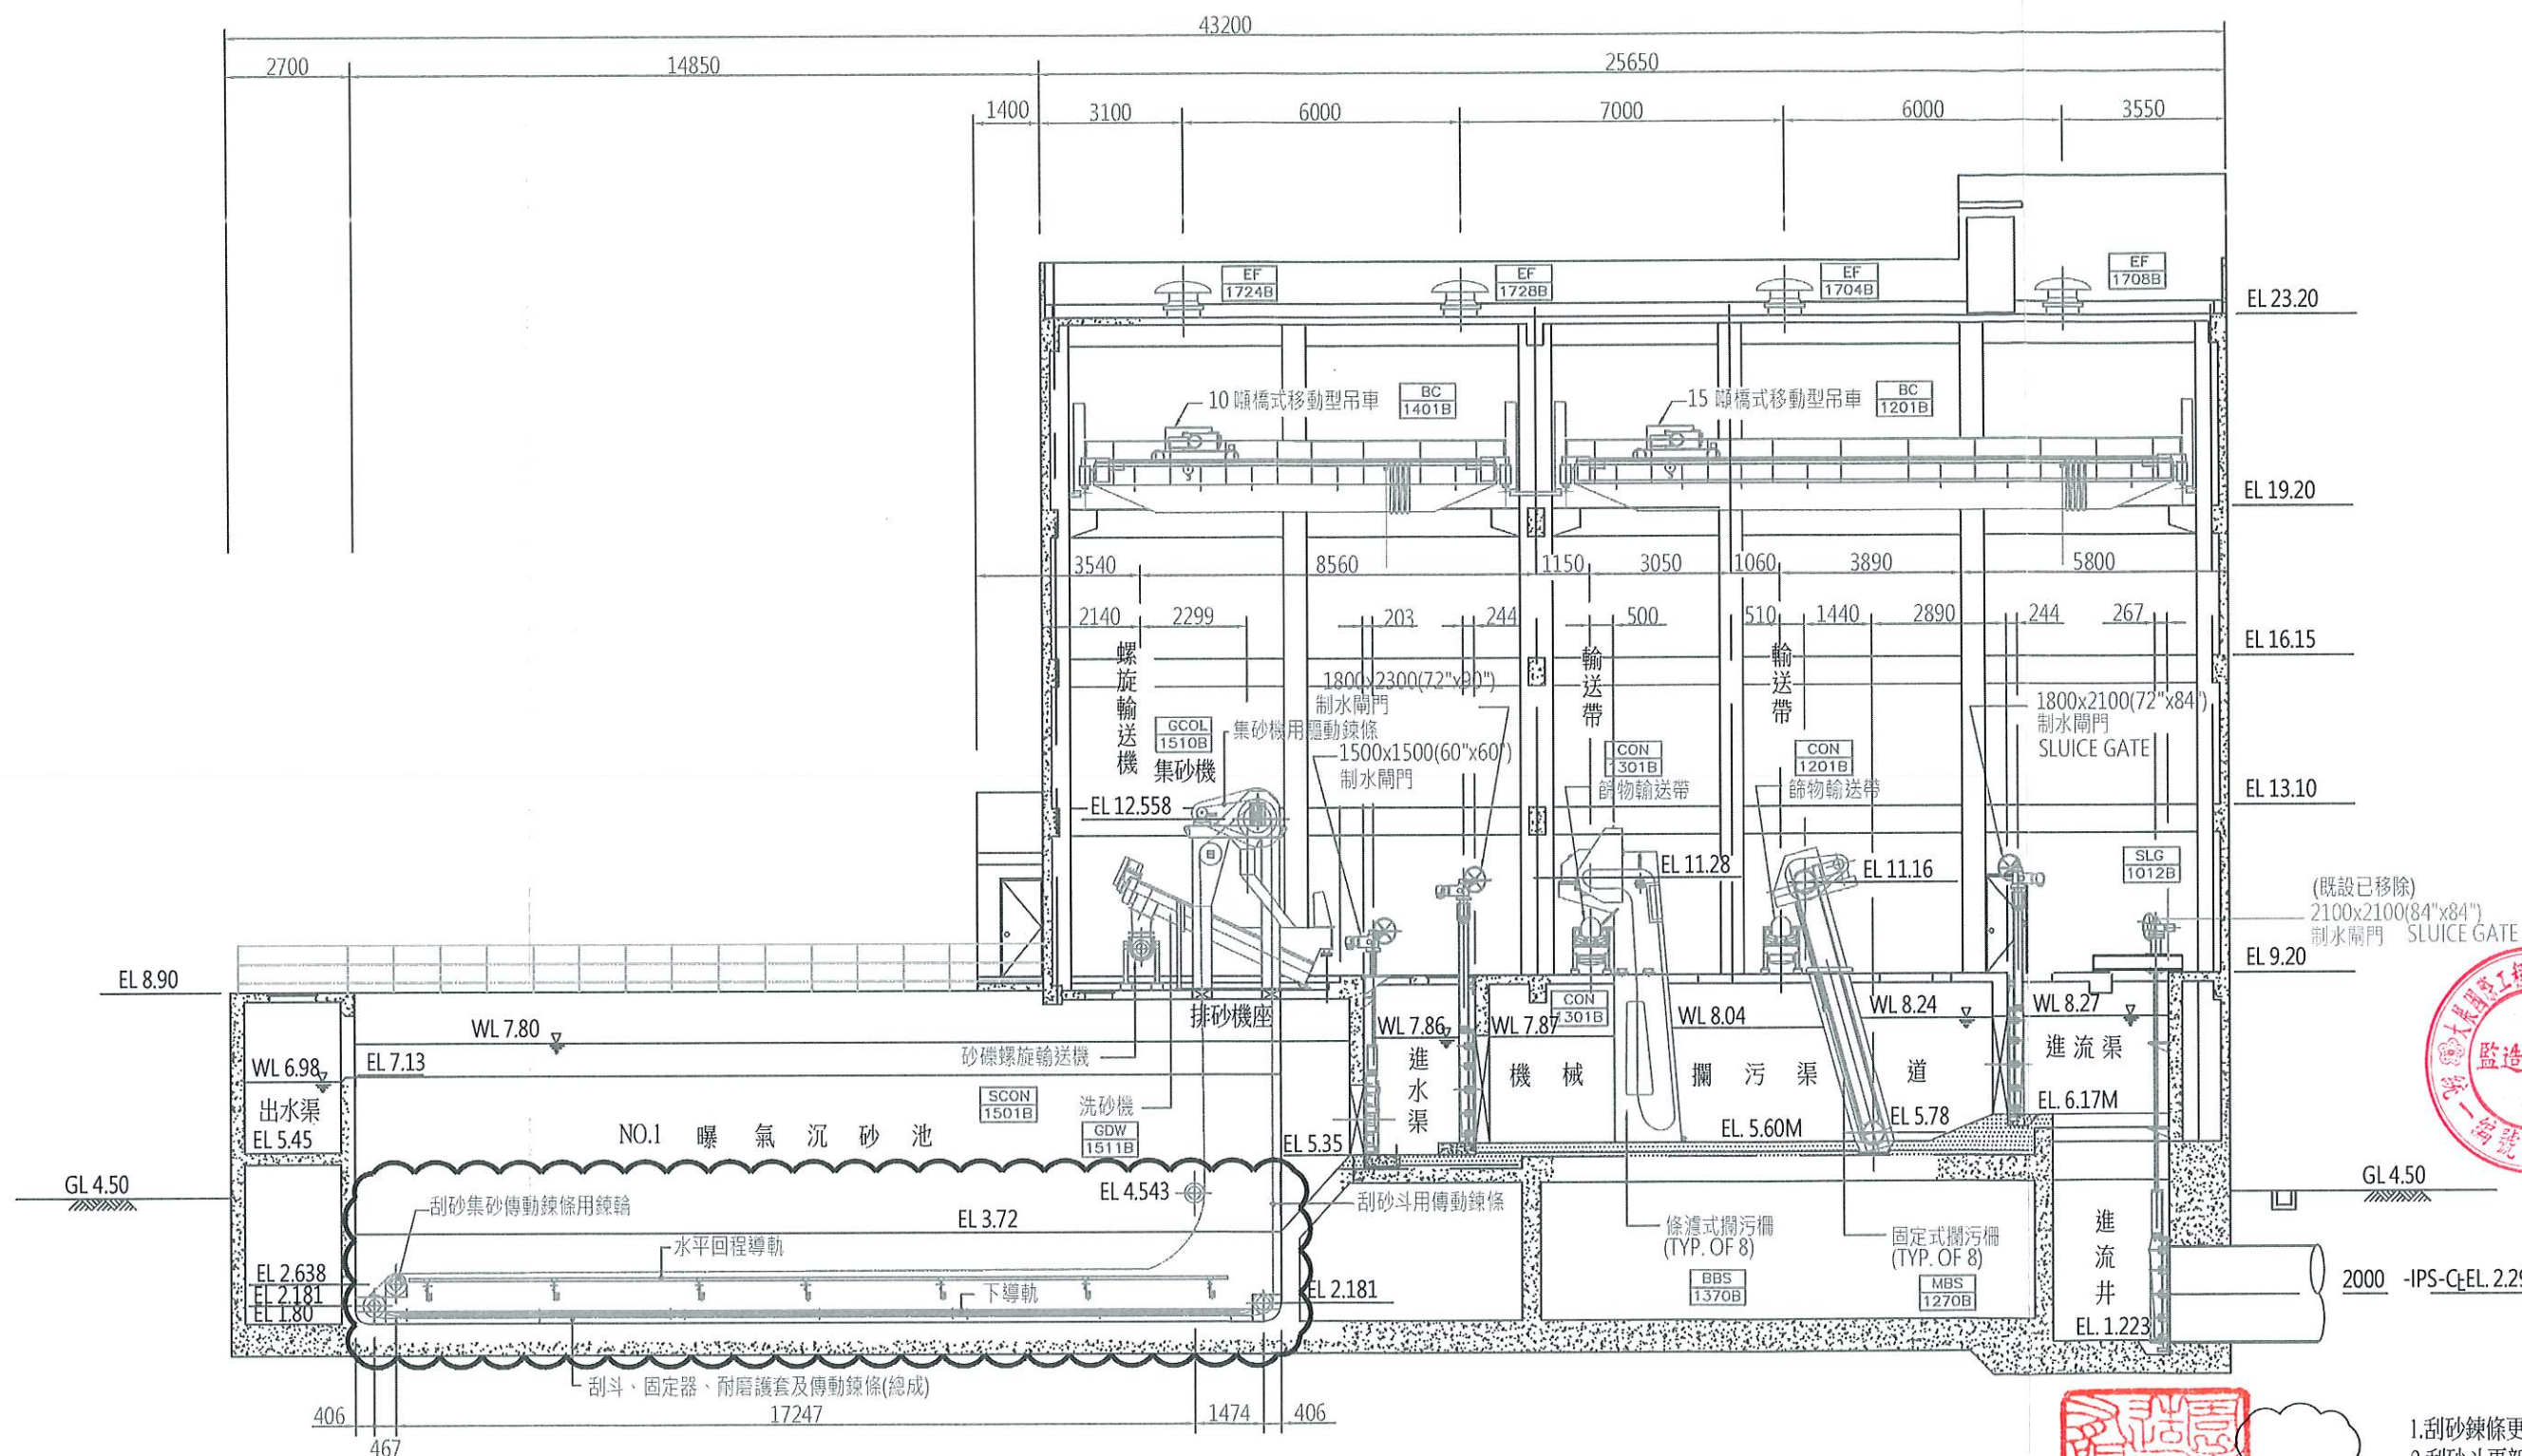 43200
2700
14850
25650
1400
3100
6000
7000
6000
3550
EF
1724B
EF
1728B
EF
1704B
EF
1708B
EL 23.20
10 噸橋式移動型吊車
BC
1401B
15 噸橋式移動型吊車
BC
1201B
EL 19.20
3540
8560
1150
3050
1060
3890
5800
2140
2299
203
244
500
510
1440
2890
244
267
EL 16.15
螺旋輸送機
輸送帶
輸送帶
1800x2300(72"x90")
制水閘門
1800x2100(72"x84")
制水閘門
SLUICE GATE
GCOL
1510B
集砂機用驅動鍊條
集砂機
1500x1500(60"x60")
制水閘門
CON
1301B
篩物輸送帶
CON
1201B
篩物輸送帶
EL 13.10
EL 12.558
EL 11.28
EL 11.16
SLG
1012B
(既設已移除)
2100x2100(84"x84")
制水閘門 SLUICE GATE
EL 9.20
EL 8.90
排砂機座
CON
1301B
WL 7.80
WL 7.86
WL 7.87
WL 8.04
WL 8.24
WL 8.27
砂礫螺旋輸送機
WL 6.98
EL 7.13
進水渠
機械
攔污渠
道
進流渠
監造
出水渠
EL 5.45
SCON
1501B
洗砂機
GDW
1511B
NO.1 曝氣沉砂池
EL 5.35
EL. 5.60M
EL 5.78
EL. 6.17M
GL 4.50
GL 4.50
EL 4.543
刮砂集砂傳動鍊條用鍊輪
刮砂斗用傳動鍊條
EL 3.72
水平回程導軌
條濾式攔污柵
(TYP. OF 8)
固定式攔污柵
(TYP. OF 8)
進流井
EL 2.638
EL 2.181
EL 1.80
下導軌
EL 2.181
BBS
1370B
MBS
1270B
2000 -IPS-CLEL. 2.29
EL. 1.223
刮斗、固定器、耐磨護套及傳動鍊條(總成)
406
467
17247
1474
406
1.刮砂鍊條更